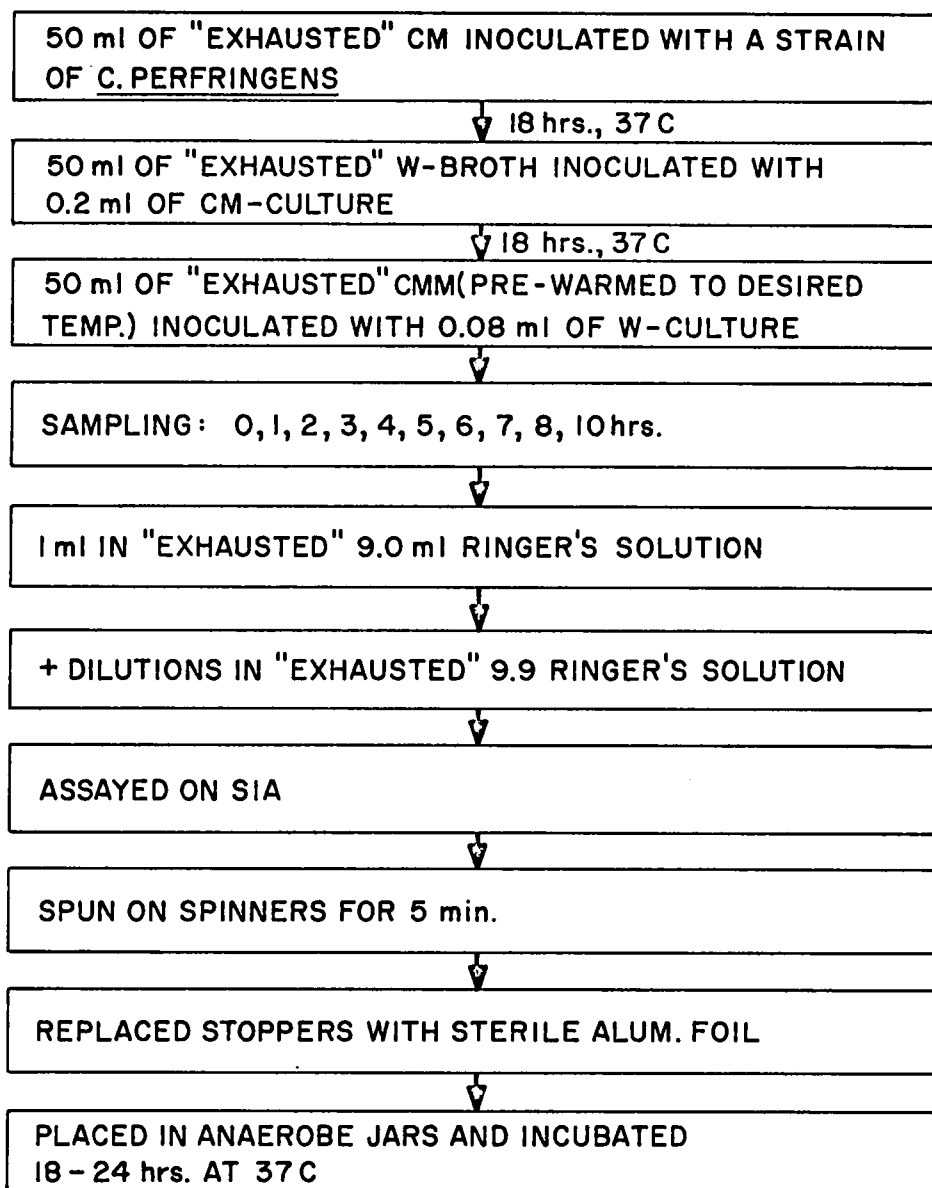 50 ml OF "EXHAUSTED" CM INOCULATED WITH A STRAIN
OF C. PERFRINGENS
18 hrs., 37 C
50 ml OF "EXHAUSTED" W-BROTH INOCULATED WITH
0.2 ml OF CM-CULTURE
18 hrs., 37 C
50 ml OF "EXHAUSTED" CMM (PRE-WARMED TO DESIRED
TEMP.) INOCULATED WITH 0.08 ml OF W-CULTURE
SAMPLING: 0, 1, 2, 3, 4, 5, 6, 7, 8, 10 hrs.
1 ml IN "EXHAUSTED" 9.0 ml RINGER'S SOLUTION
+ DILUTIONS IN "EXHAUSTED" 9.9 RINGER'S SOLUTION
ASSAYED ON SIA
SPUN ON SPINNERS FOR 5 min.
REPLACED STOPPERS WITH STERILE ALUM. FOIL
PLACED IN ANAEROBE JARS AND INCUBATED
18 - 24 hrs. AT 37 C